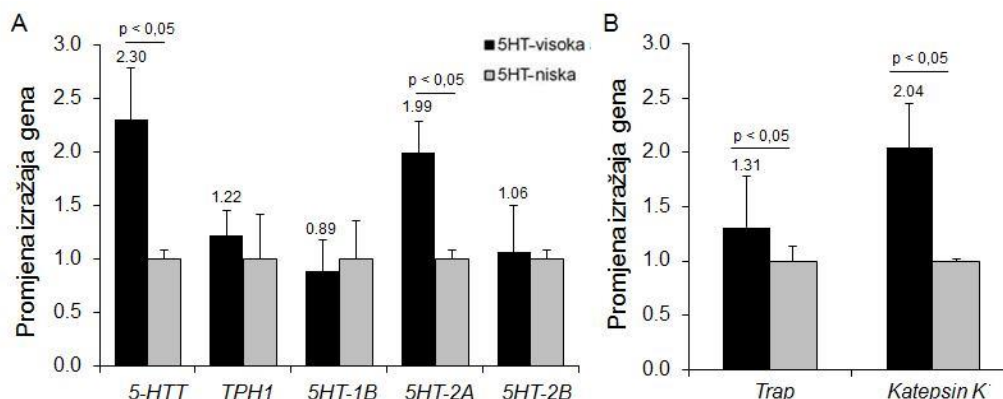 A
Promjena izražaja gena
3.0
2.5
2.0
1.5
1.0
0.5
0.0
p < 0,05
2.30
1.22
0.89
p < 0,05
1.99
1.06
5HT-visoka
5HT-niska
5-HTT TPH1 5HT-1B 5HT-2A 5HT-2B
B
Promjena izražaja gena
3.0
2.5
2.0
1.5
1.0
0.5
0.0
p < 0,05
1.31
p < 0,05
2.04
Trap Katepsin K